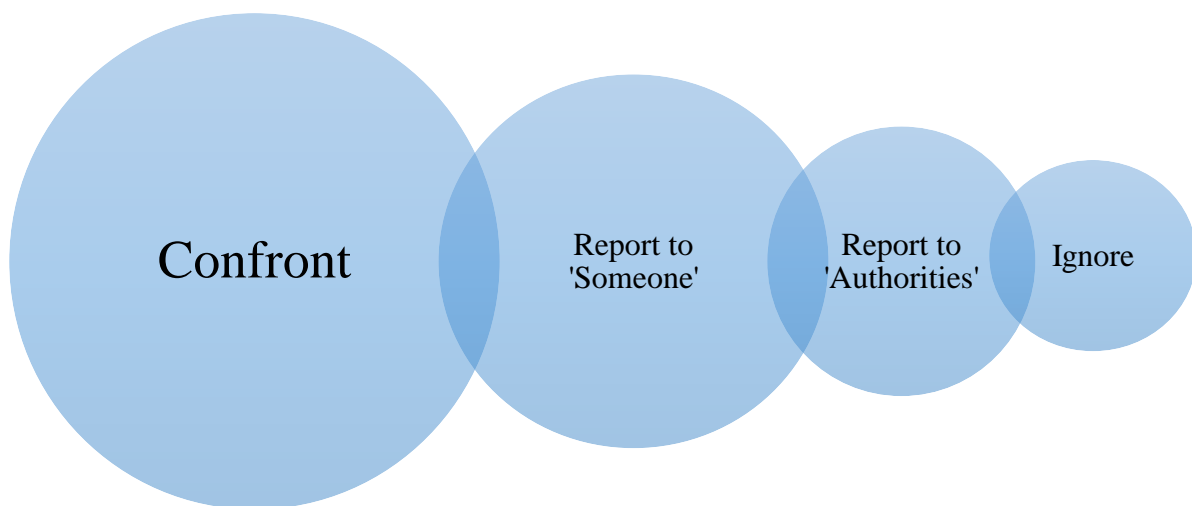 Confront
Report to
'Someone'
Report to
'Authorities'
Ignore